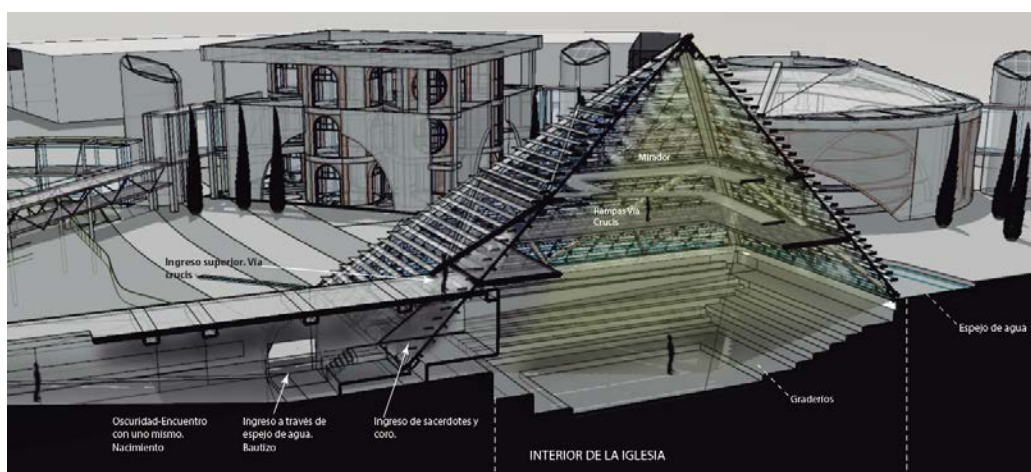 Mirador
Rampas Vía
Crucis
Ingreso superior. Vía
crucis
Espejo de agua
Graderíos
Oscuridad-Encuentro
con uno mismo.
Nacimiento
Ingreso a través de
espejo de agua.
Bautizo
Ingreso de sacerdotes y
coro.
INTERIOR DE LA IGLESIA